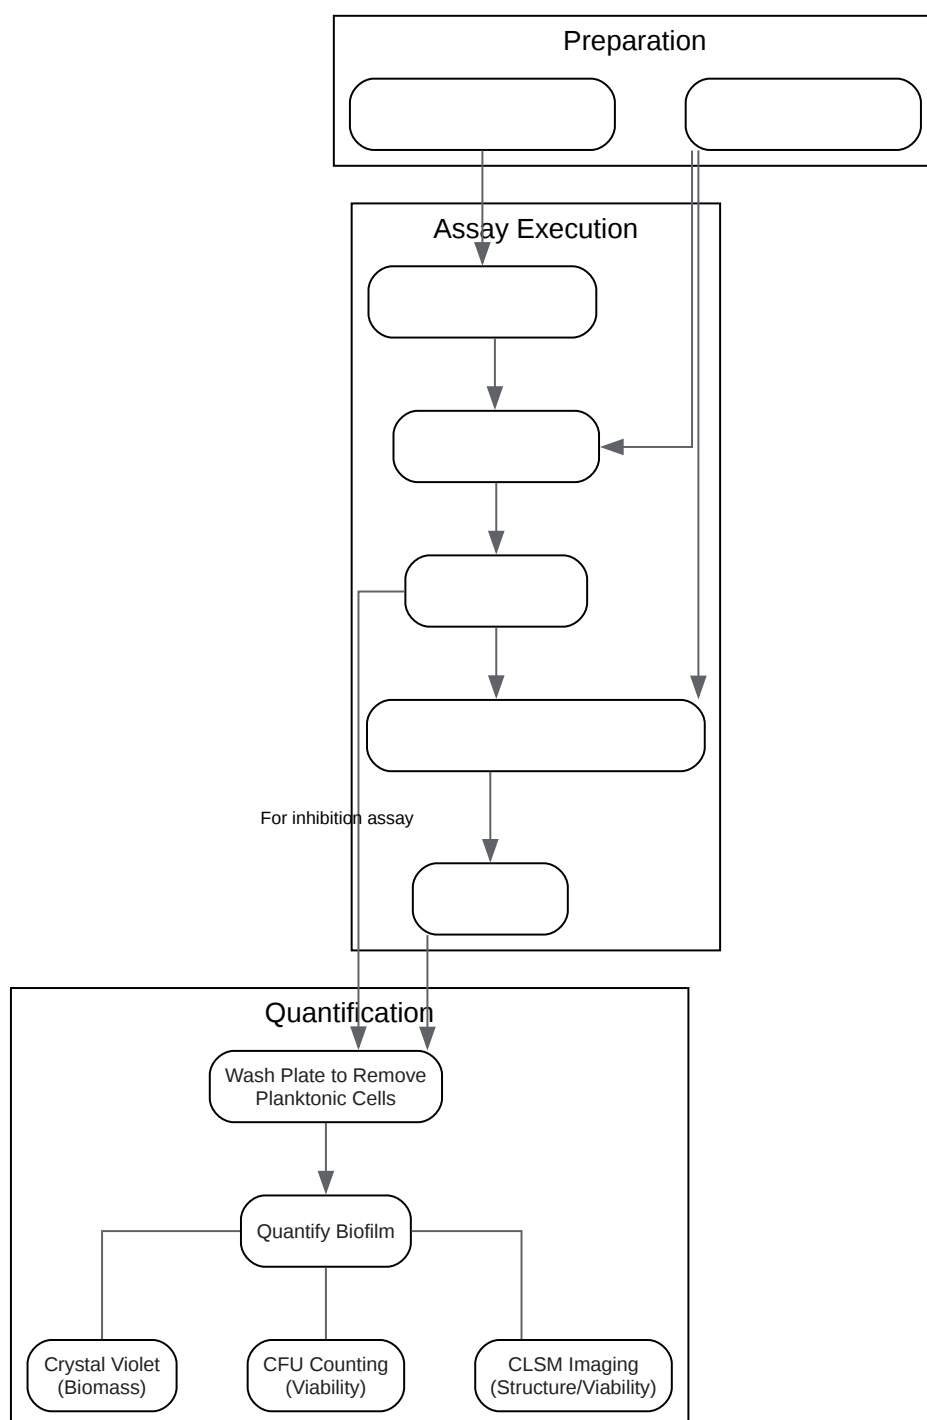 Preparation
Assay Execution
For inhibition assay
Quantification
Wash Plate to Remove
Planktonic Cells
Quantify Biofilm
Crystal Violet
(Biomass)
CFU Counting
(Viability)
CLSM Imaging
(Structure/Viability)